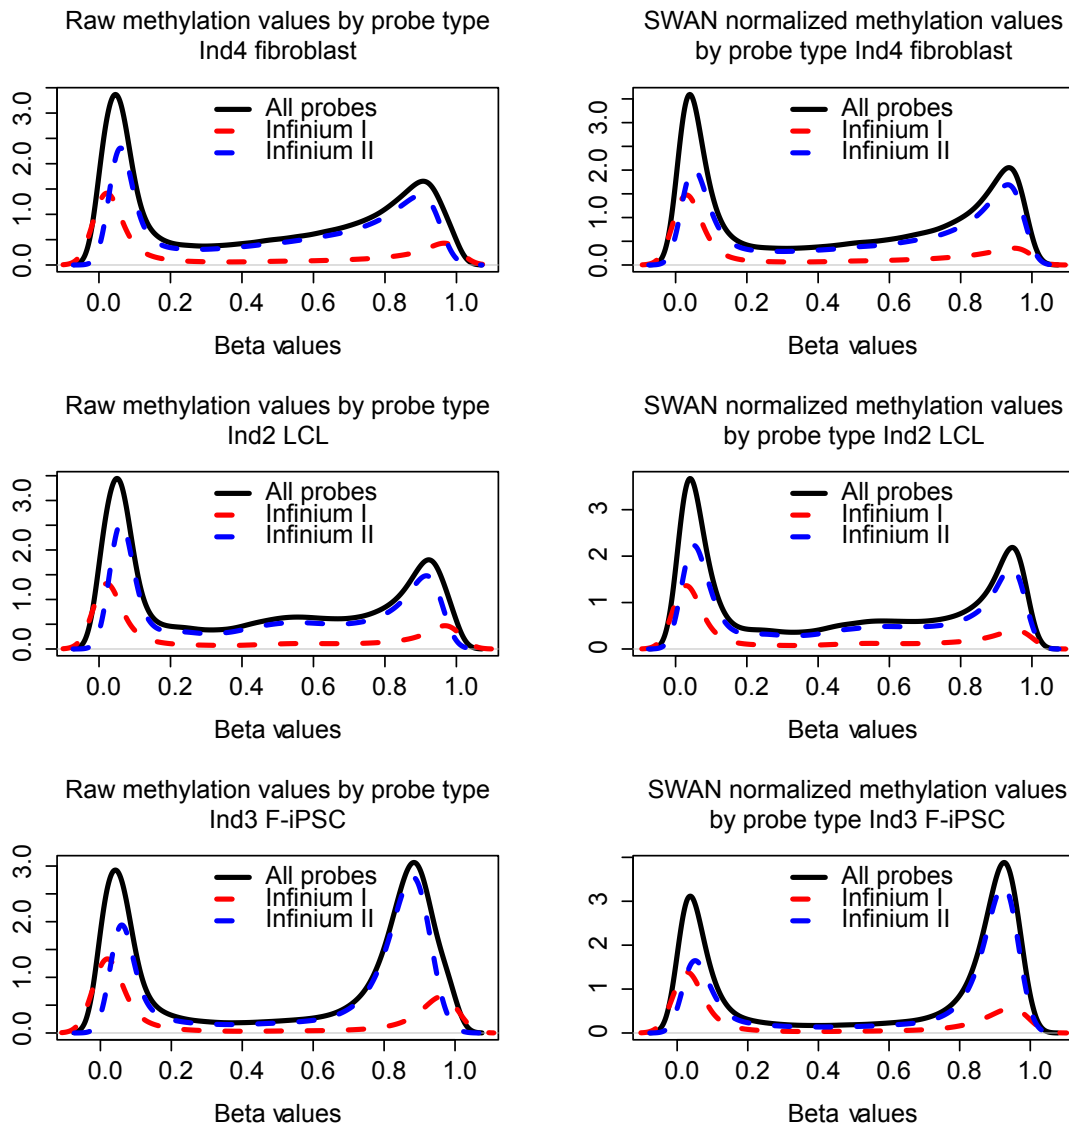 Raw methylation values by probe type
Ind4 fibroblast
All probes
Infinium I
Infinium II
0.0 1.0 2.0 3.0
0.0 0.2 0.4 0.6 0.8 1.0
Beta values
SWAN normalized methylation values
by probe type Ind4 fibroblast
All probes
Infinium I
Infinium II
0.0 1.0 2.0 3.0
0.0 0.2 0.4 0.6 0.8 1.0
Beta values
Raw methylation values by probe type
Ind2 LCL
All probes
Infinium I
Infinium II
0.0 1.0 2.0 3.0
0.0 0.2 0.4 0.6 0.8 1.0
Beta values
SWAN normalized methylation values
by probe type Ind2 LCL
All probes
Infinium I
Infinium II
0 1 2 3
0.0 0.2 0.4 0.6 0.8 1.0
Beta values
Raw methylation values by probe type
Ind3 F-iPSC
All probes
Infinium I
Infinium II
0.0 1.0 2.0 3.0
0.0 0.2 0.4 0.6 0.8 1.0
Beta values
SWAN normalized methylation values
by probe type Ind3 F-iPSC
All probes
Infinium I
Infinium II
0 1 2 3
0.0 0.2 0.4 0.6 0.8 1.0
Beta values